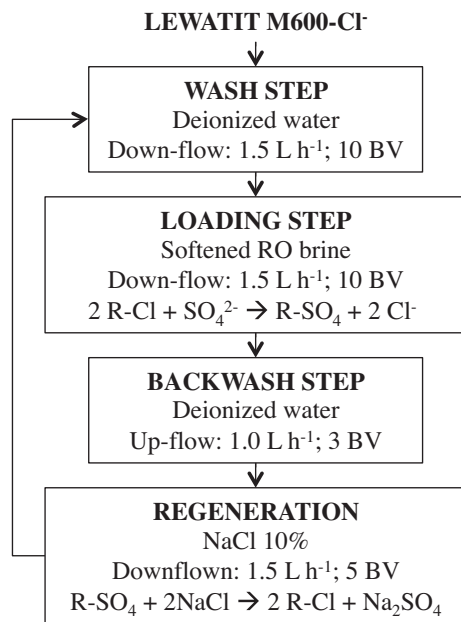 LEWATIT M600-Cl⁻
WASH STEP
Deionized water
Down-flow: 1.5 L h⁻¹; 10 BV
LOADING STEP
Softened RO brine
Down-flow: 1.5 L h⁻¹; 10 BV
2 R-Cl + SO₄²⁻ → R-SO₄ + 2 Cl⁻
BACKWASH STEP
Deionized water
Up-flow: 1.0 L h⁻¹; 3 BV
REGENERATION
NaCl 10%
Downflown: 1.5 L h⁻¹; 5 BV
R-SO₄ + 2NaCl → 2 R-Cl + Na₂SO₄